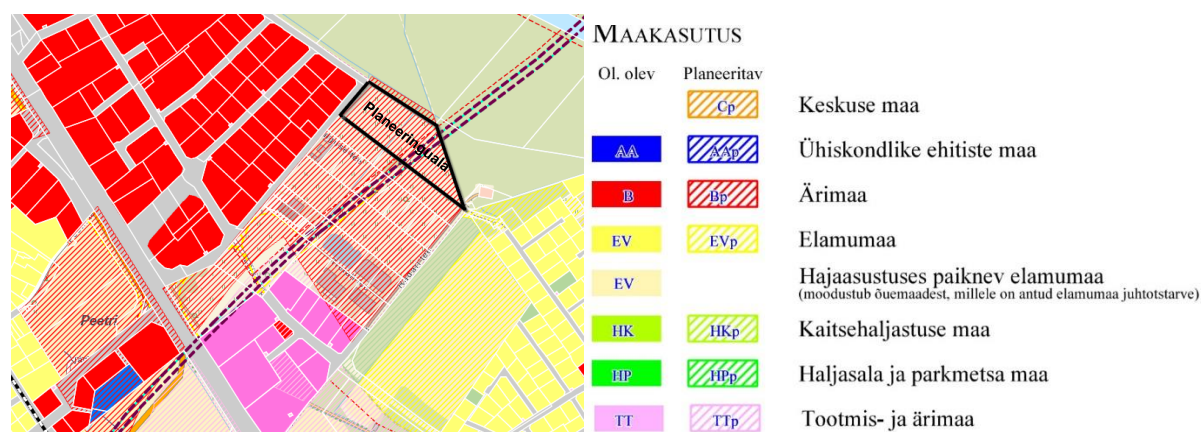 Planeeringuala
Peetri
MAAKASUTUS
Ol. olev Planeeritav
Cp Keskuse maa
AA AAp Ühiskondlike ehitiste maa
B Bp Ärimaa
EV EVp Elamumaa
EV Hajaasustuses paiknev elamumaa
(moodustub õuemaadest, millele on antud elamumaa juhtotstarve)
HK HKp Kaitsehaljastuse maa
HP HPp Haljasala ja parkmetsa maa
TT TTp Tootmis- ja ärimaa